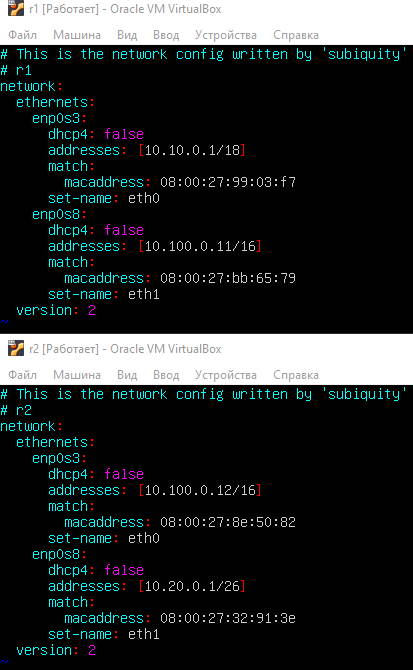 r1 [Работает] - Oracle VM VirtualBox
Файл Машина Вид Ввод Устройства Справка
# This is the network config written by 'subiquity'
# r1
network:
  ethernets:
    enp0s3:
      dhcp4: false
      addresses: [10.10.0.1/18]
      match:
        macaddress: 08:00:27:99:03:f7
      set-name: eth0
    enp0s8:
      dhcp4: false
      addresses: [10.100.0.11/16]
      match:
        macaddress: 08:00:27:bb:65:79
      set-name: eth1
  version: 2
~
r2 [Работает] - Oracle VM VirtualBox
Файл Машина Вид Ввод Устройства Справка
# This is the network config written by 'subiquity'
# r2
network:
  ethernets:
    enp0s3:
      dhcp4: false
      addresses: [10.100.0.12/16]
      match:
        macaddress: 08:00:27:8e:50:82
      set-name: eth0
    enp0s8:
      dhcp4: false
      addresses: [10.20.0.1/26]
      match:
        macaddress: 08:00:27:32:91:3e
      set-name: eth1
  version: 2
~